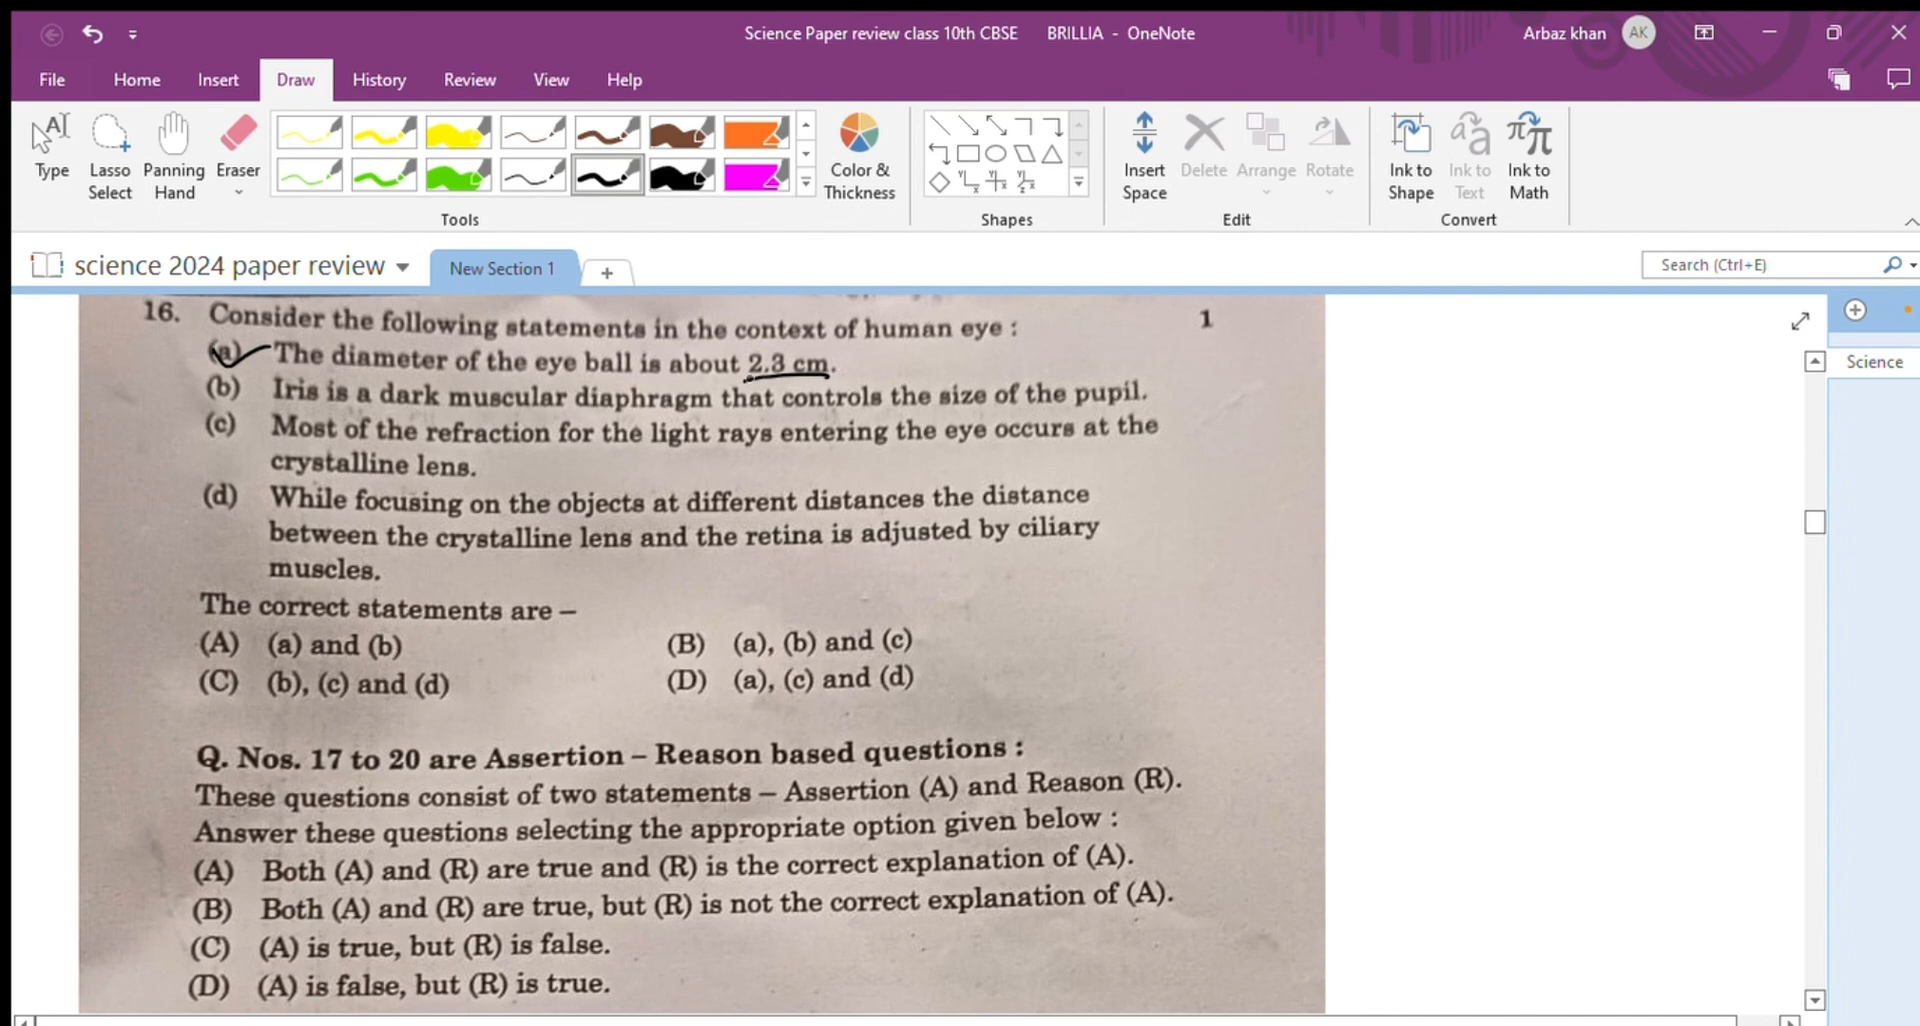 Science Paper review class 10th CBSE BRILLIA - OneNote
Arbaz khan AK
File Home Insert Draw History Review View Help
Type Lasso Select Panning Hand Eraser Color & Thickness Insert Space Delete Arrange Rotate Ink to Shape Ink to Text Ink to Math
Tools Shapes Edit Convert
science 2024 paper review New Section 1 + Search (Ctrl+E)
Science
16. Consider the following statements in the context of human eye : 1
(a) The diameter of the eye ball is about 2.3 cm.
(b) Iris is a dark muscular diaphragm that controls the size of the pupil.
(c) Most of the refraction for the light rays entering the eye occurs at the
crystalline lens.
(d) While focusing on the objects at different distances the distance
between the crystalline lens and the retina is adjusted by ciliary
muscles.
The correct statements are –
(A) (a) and (b) (B) (a), (b) and (c)
(C) (b), (c) and (d) (D) (a), (c) and (d)
Q. Nos. 17 to 20 are Assertion – Reason based questions :
These questions consist of two statements – Assertion (A) and Reason (R).
Answer these questions selecting the appropriate option given below :
(A) Both (A) and (R) are true and (R) is the correct explanation of (A).
(B) Both (A) and (R) are true, but (R) is not the correct explanation of (A).
(C) (A) is true, but (R) is false.
(D) (A) is false, but (R) is true.